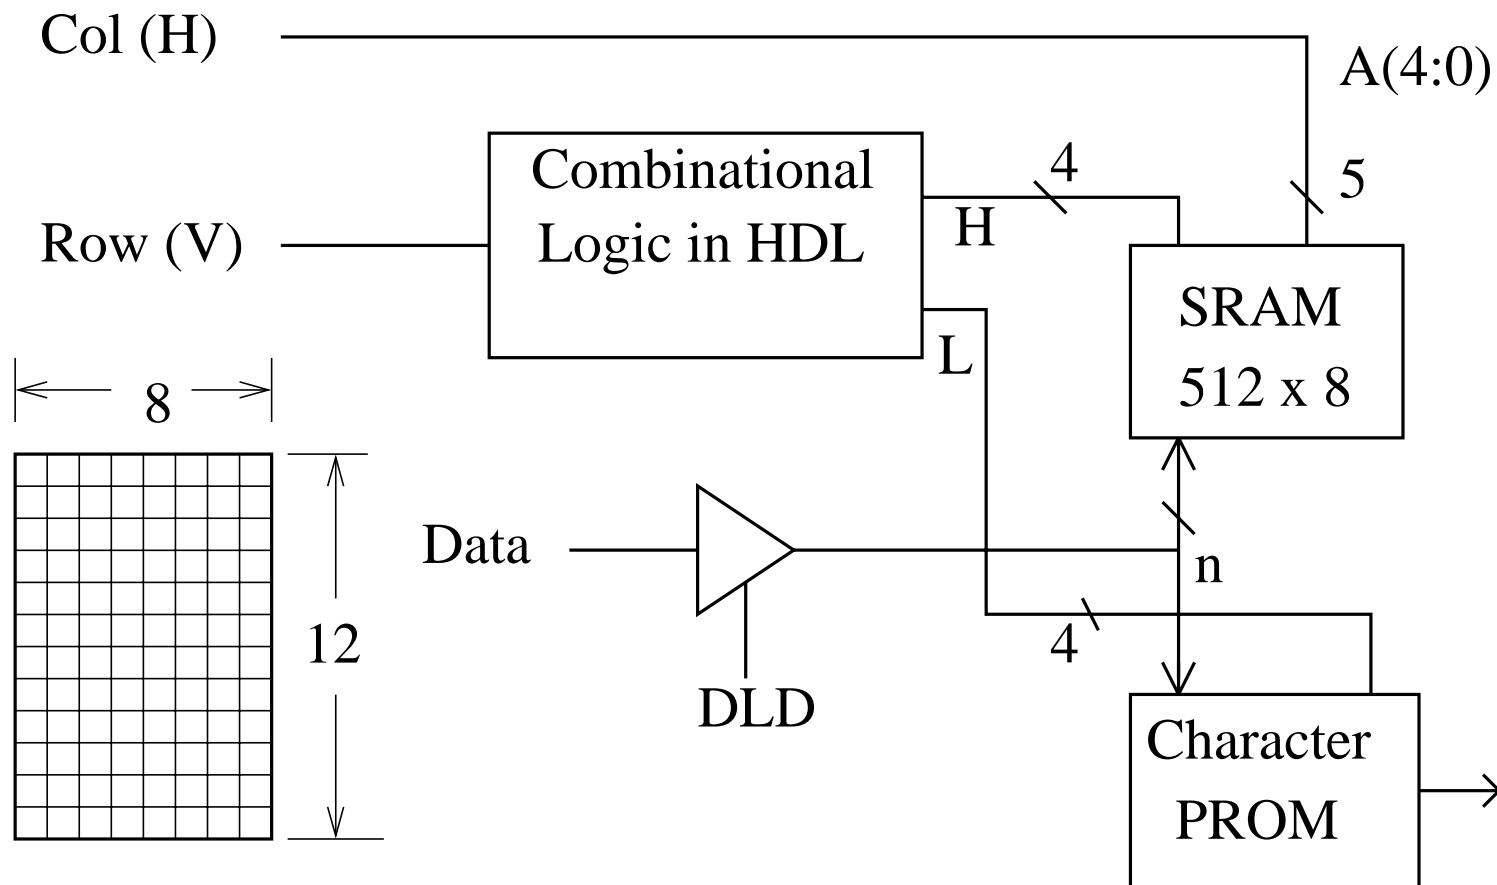 Col (H)
A(4:0)
Combinational
Logic in HDL
4
5
H
Row (V)
SRAM
512 x 8
L
8
Data
n
12
4
DLD
Character
PROM